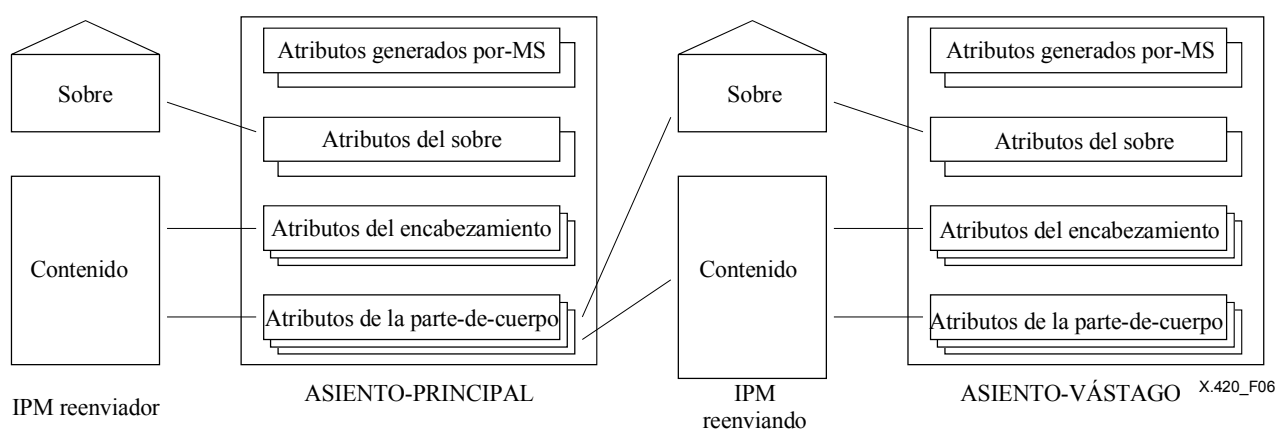 Sobre
Contenido
IPM reenviador
Atributos generados por-MS
Atributos del sobre
Atributos del encabezamiento
Atributos de la parte-de-cuerpo
ASIENTO-PRINCIPAL
Sobre
Contenido
IPM
reenviando
Atributos generados por-MS
Atributos del sobre
Atributos del encabezamiento
Atributos de la parte-de-cuerpo
ASIENTO-VÁSTAGO
X.420_F06